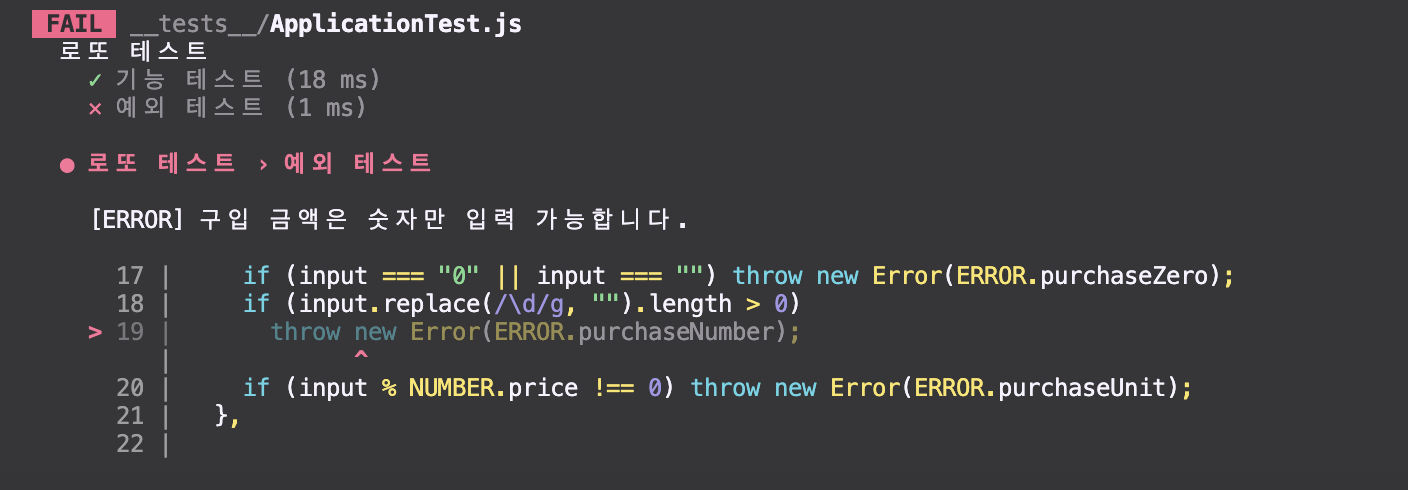 FAIL __tests__/ApplicationTest.js
로또 테스트
✓ 기능 테스트 (18 ms)
✕ 예외 테스트 (1 ms)
● 로또 테스트 › 예외 테스트
[ERROR] 구입 금액은 숫자만 입력 가능합니다.
17 | if (input === "0" || input === "") throw new Error(ERROR.purchaseZero);
18 | if (input.replace(/\d/g, "").length > 0)
> 19 | throw new Error(ERROR.purchaseNumber);
| ^
20 | if (input % NUMBER.price !== 0) throw new Error(ERROR.purchaseUnit);
21 | },
22 |